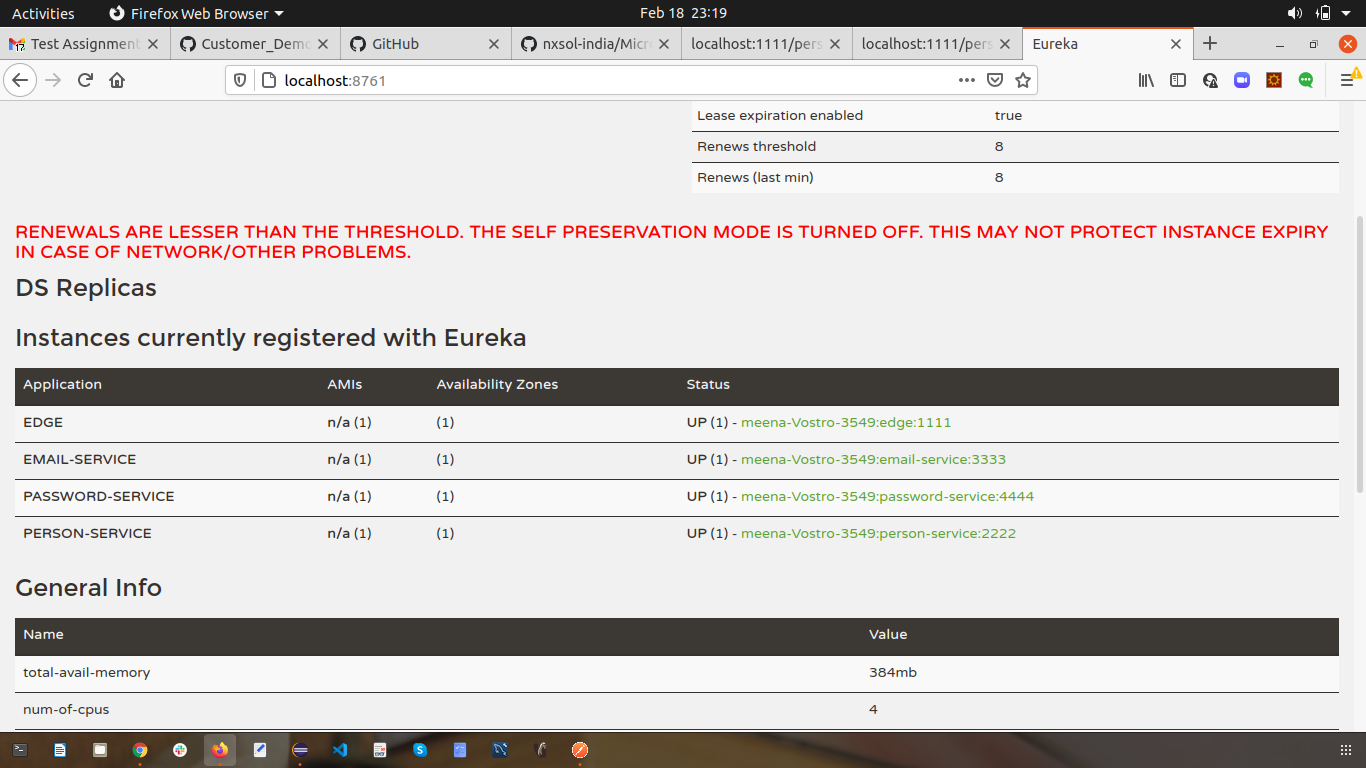 Activities Firefox Web Browser Feb 18 23:19
Test Assignment Customer_Demo GitHub nxsol-india/Micr localhost:1111/pers localhost:1111/pers Eureka
localhost:8761
Lease expiration enabled true
Renews threshold 8
Renews (last min) 8
RENEWALS ARE LESSER THAN THE THRESHOLD. THE SELF PRESERVATION MODE IS TURNED OFF. THIS MAY NOT PROTECT INSTANCE EXPIRY
IN CASE OF NETWORK/OTHER PROBLEMS.
DS Replicas
Instances currently registered with Eureka
Application AMIs Availability Zones Status
EDGE n/a (1) (1) UP (1) - meena-Vostro-3549:edge:1111
EMAIL-SERVICE n/a (1) (1) UP (1) - meena-Vostro-3549:email-service:3333
PASSWORD-SERVICE n/a (1) (1) UP (1) - meena-Vostro-3549:password-service:4444
PERSON-SERVICE n/a (1) (1) UP (1) - meena-Vostro-3549:person-service:2222
General Info
Name Value
total-avail-memory 384mb
num-of-cpus 4